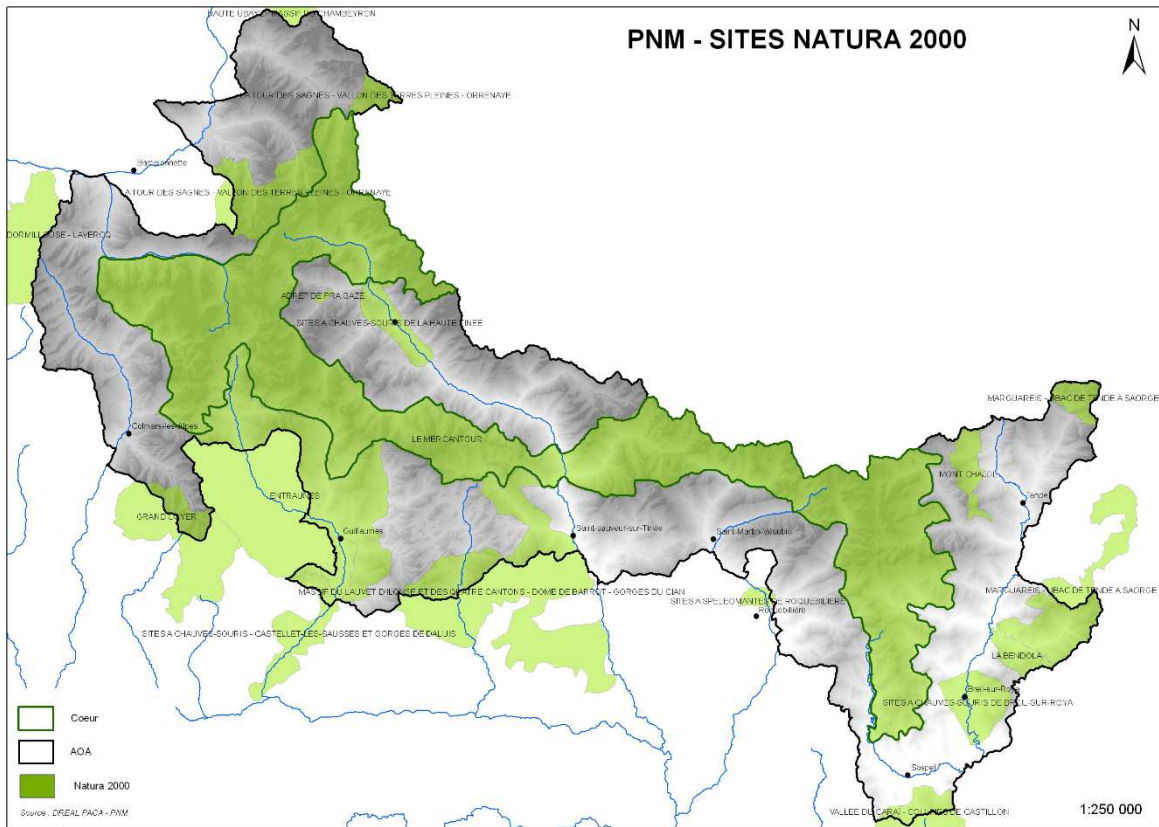 HAUTE UBAYE - MASSIF DU CHAMBEYRON
PNM - SITES NATURA 2000
N
LA TOUR DES SAGNES - VALLON DES TERRES PLEINES - ORRENAYE
Barcelonnette
LA TOUR DES SAGNES - VALLON DES TERRES PLEINES - ORRENAYE
DORMILLOUSE - LAVERCQ
ADRET DE PRA GAZE
SITES A CHAUVES-SOURIS DE LA HAUTE TINEE
MARGUAREIS - UBAC DE TENDE A SAORGE
Colmars-les-Alpes
LE MERCANTOUR
MONT CHAJOL
ENTRAUNES
Tende
GRAND COYER
Guillaumes
Saint-sauveur-sur-Tinée
Saint-Martin-Vésubie
MASSIF DU LAUVET D'ILONSE ET DES QUATRE CANTONS - DOME DE BARROT - GORGES DU CIAN
MARGUAREIS - UBAC DE TENDE A SAORGE
SITES A SPELEOMANTES DE ROQUEBILLIERE
Roquebillière
SITES A CHAUVES-SOURIS - CASTELLET-LES-SAUSSES ET GORGES DE DALUIS
LA BENDOLA
Breil-sur-Roya
SITES A CHAUVES-SOURIS DE BREIL-SUR-ROYA
Coeur
AOA
Natura 2000
Sospel
Source : DREAL PACA - PNM
VALLEE DU CARAÏ - COLLINES DE CASTILLON
1:250 000